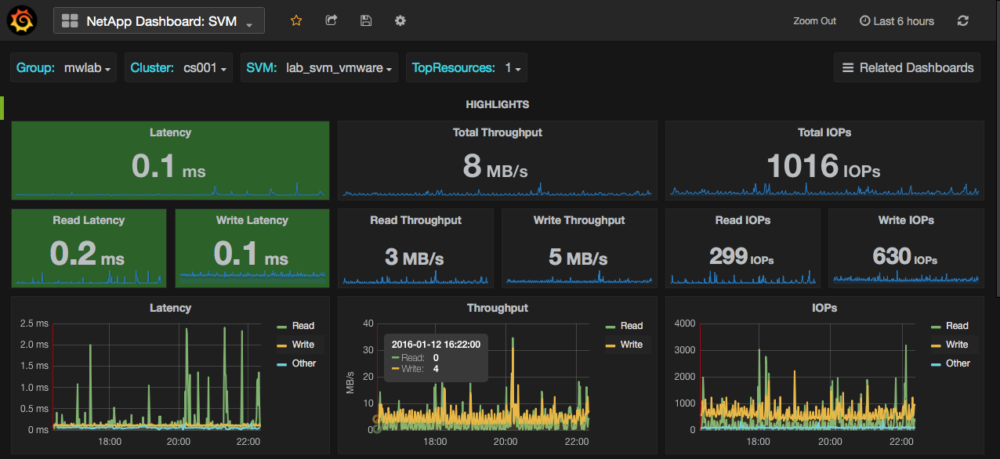 NetApp Dashboard: SVM
Zoom Out
Last 6 hours
Group: mwlab
Cluster: cs001
SVM: lab_svm_vmware
TopResources: 1
Related Dashboards
HIGHLIGHTS
Latency
0.1 ms
Total Throughput
8 MB/s
Total IOPs
1016 IOPs
Read Latency
0.2 ms
Write Latency
0.1 ms
Read Throughput
3 MB/s
Write Throughput
5 MB/s
Read IOPs
299 IOPs
Write IOPs
630 IOPs
Latency
2.5 ms
2.0 ms
1.5 ms
1.0 ms
0.5 ms
0 ms
18:00 20:00 22:00
Read
Write
Other
Throughput
MB/s
40
30
20
10
0
2016-01-12 16:22:00
Read: 0
Write: 4
18:00 20:00 22:00
Read
Write
IOPs
4000
3000
2000
1000
0
18:00 20:00 22:00
Read
Write
Other